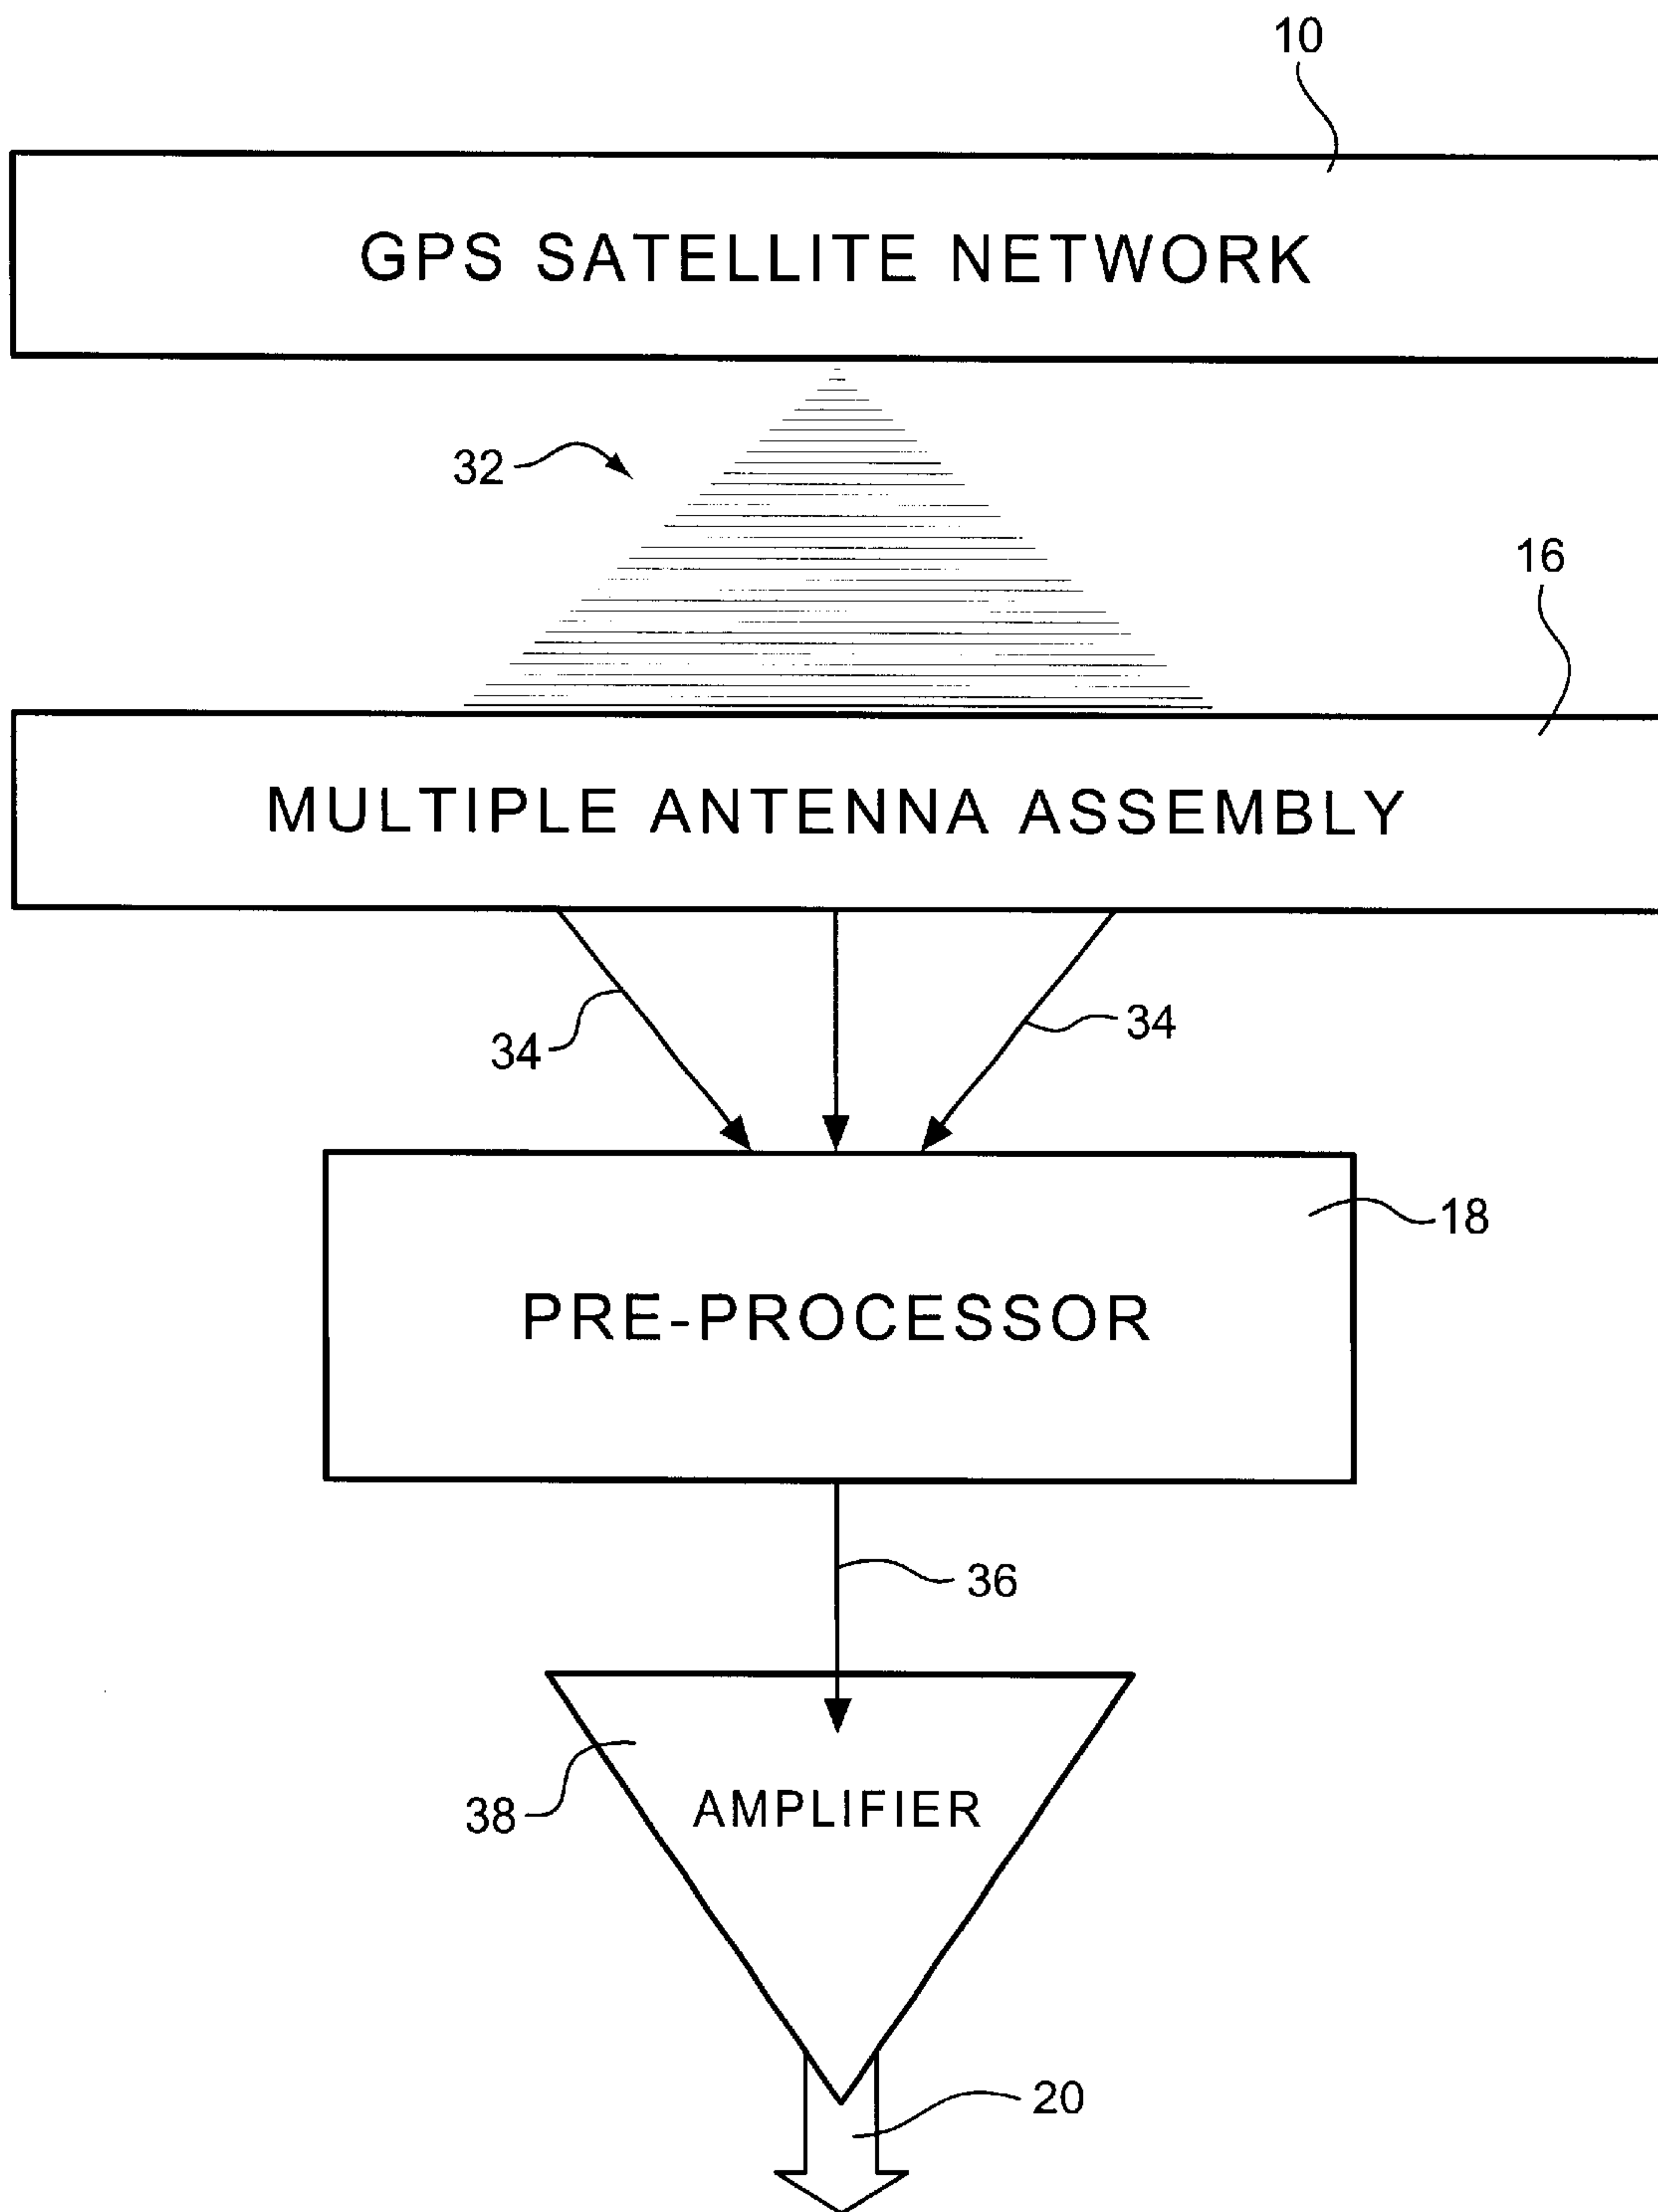 10
GPS SATELLITE NETWORK
32
16
MULTIPLE ANTENNA ASSEMBLY
34
34
18
PRE-PROCESSOR
36
38
AMPLIFIER
20